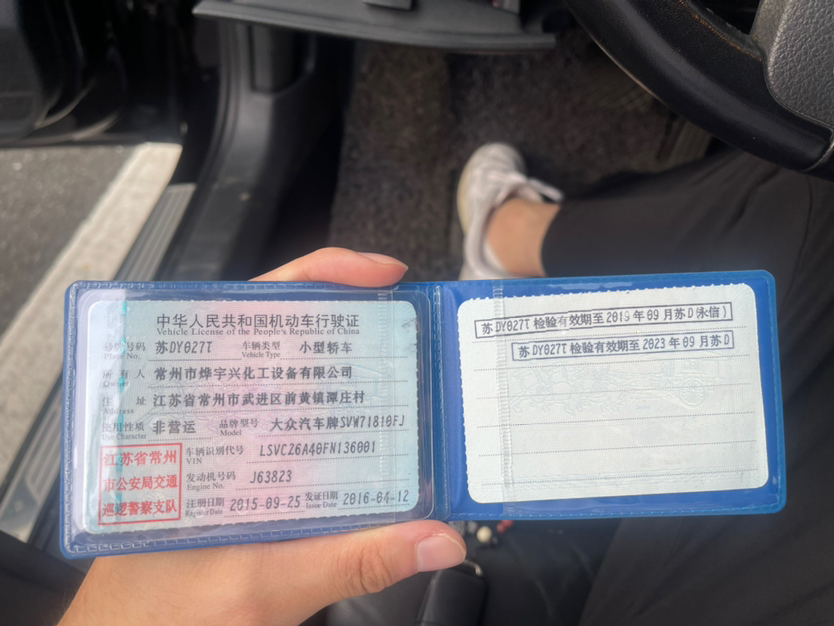 中华人民共和国机动车行驶证
Vehicle License of the People's Republic of China
号牌号码 苏DY027T 车辆类型 小型轿车
Plate No. Vehicle Type
所有人 常州市烨宇兴化工设备有限公司
Owner
住 址 江苏省常州市武进区前黄镇谭庄村
Address
使用性质 非营运 品牌型号 大众汽车牌SVW71810FJ
Use Character Model
江苏省常州
市公安局交通
巡逻警察支队
车辆识别代号 LSVCZ6A40FN136001
VIN
发动机号码 J63823
Engine No.
注册日期 2015-09-25 发证日期 2016-04-12
Register Date Issue Date
苏DY027T 检验有效期至2019年09月苏D(永信)
苏DY027T 检验有效期至2023年09月苏D